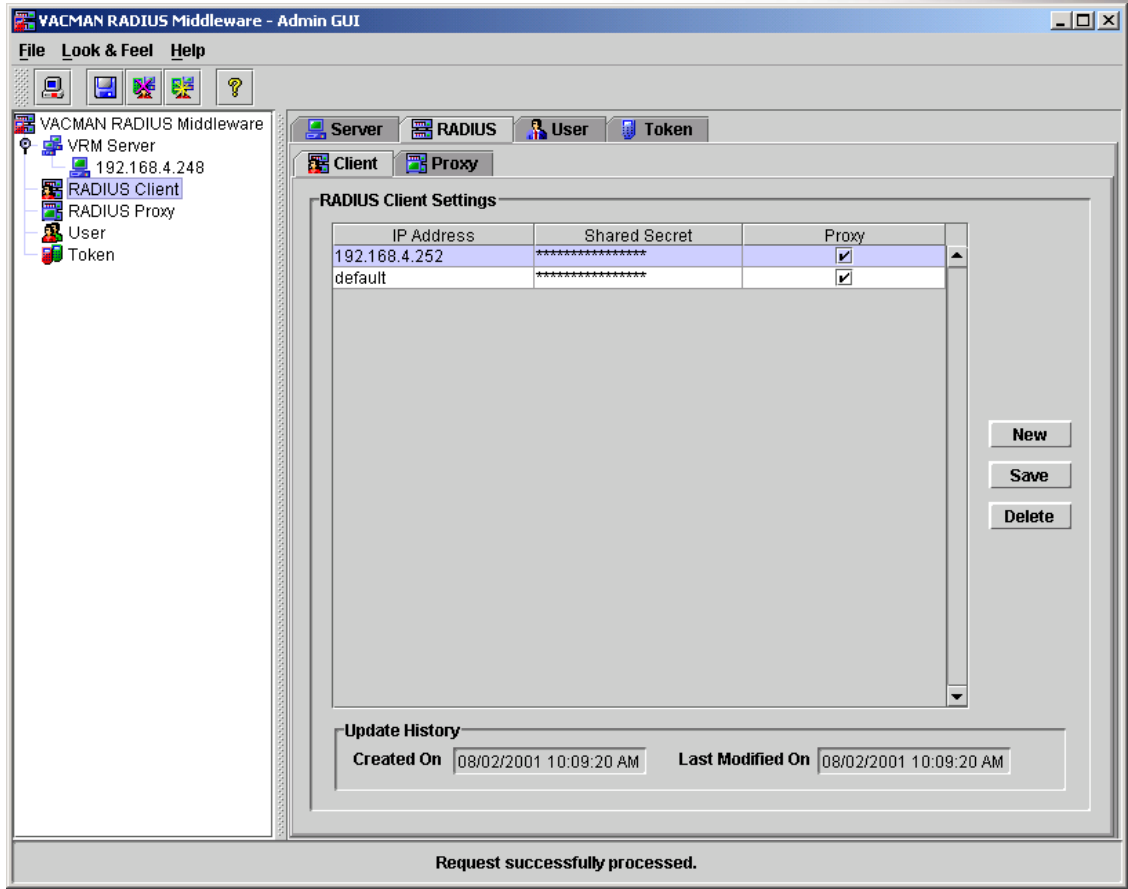 VACMAN RADIUS Middleware - Admin GUI
File Look & Feel Help
VACMAN RADIUS Middleware
VRM Server
192.168.4.248
RADIUS Client
RADIUS Proxy
User
Token
Server RADIUS User Token
Client Proxy
RADIUS Client Settings
IP Address Shared Secret Proxy
192.168.4.252 ****************
default ****************
New
Save
Delete
Update History
Created On 08/02/2001 10:09:20 AM Last Modified On 08/02/2001 10:09:20 AM
Request successfully processed.